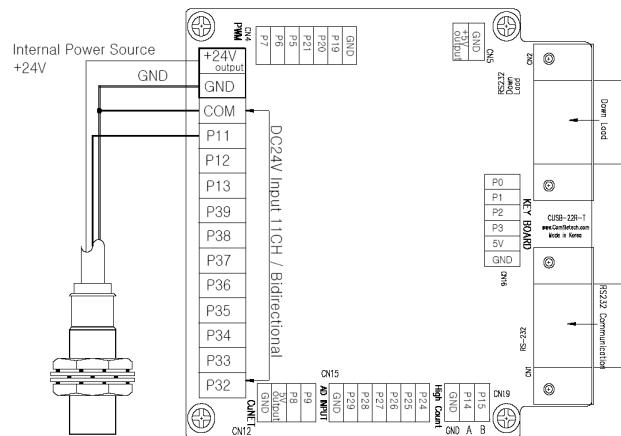 Internal Power Source
+24V
GND
+24V
output
GND
COM
P11
P12
P13
P39
P38
P37
P36
P35
P34
P33
P32
DC24V Input 11CH / Bidirectional
PWM
CN14
P7
P6
P5
P21
P20
P19
GND
+5V
output
GND
CN5
CN2
RS232
Down
Load
Down Load
P0
P1
P2
P3
5V
GND
KEY BOARD
CN16
CUSB-22R-T
www.Comfiletech.com
Made in Korea
RS232 Communication
RS-232
CN1
CuNET
CN12
GND
5V
output
P8
P9
CN15
AD INPUT
GND
P29
P28
P27
P26
P25
P24
High Count
GND
P14
A
P15
B
CN19